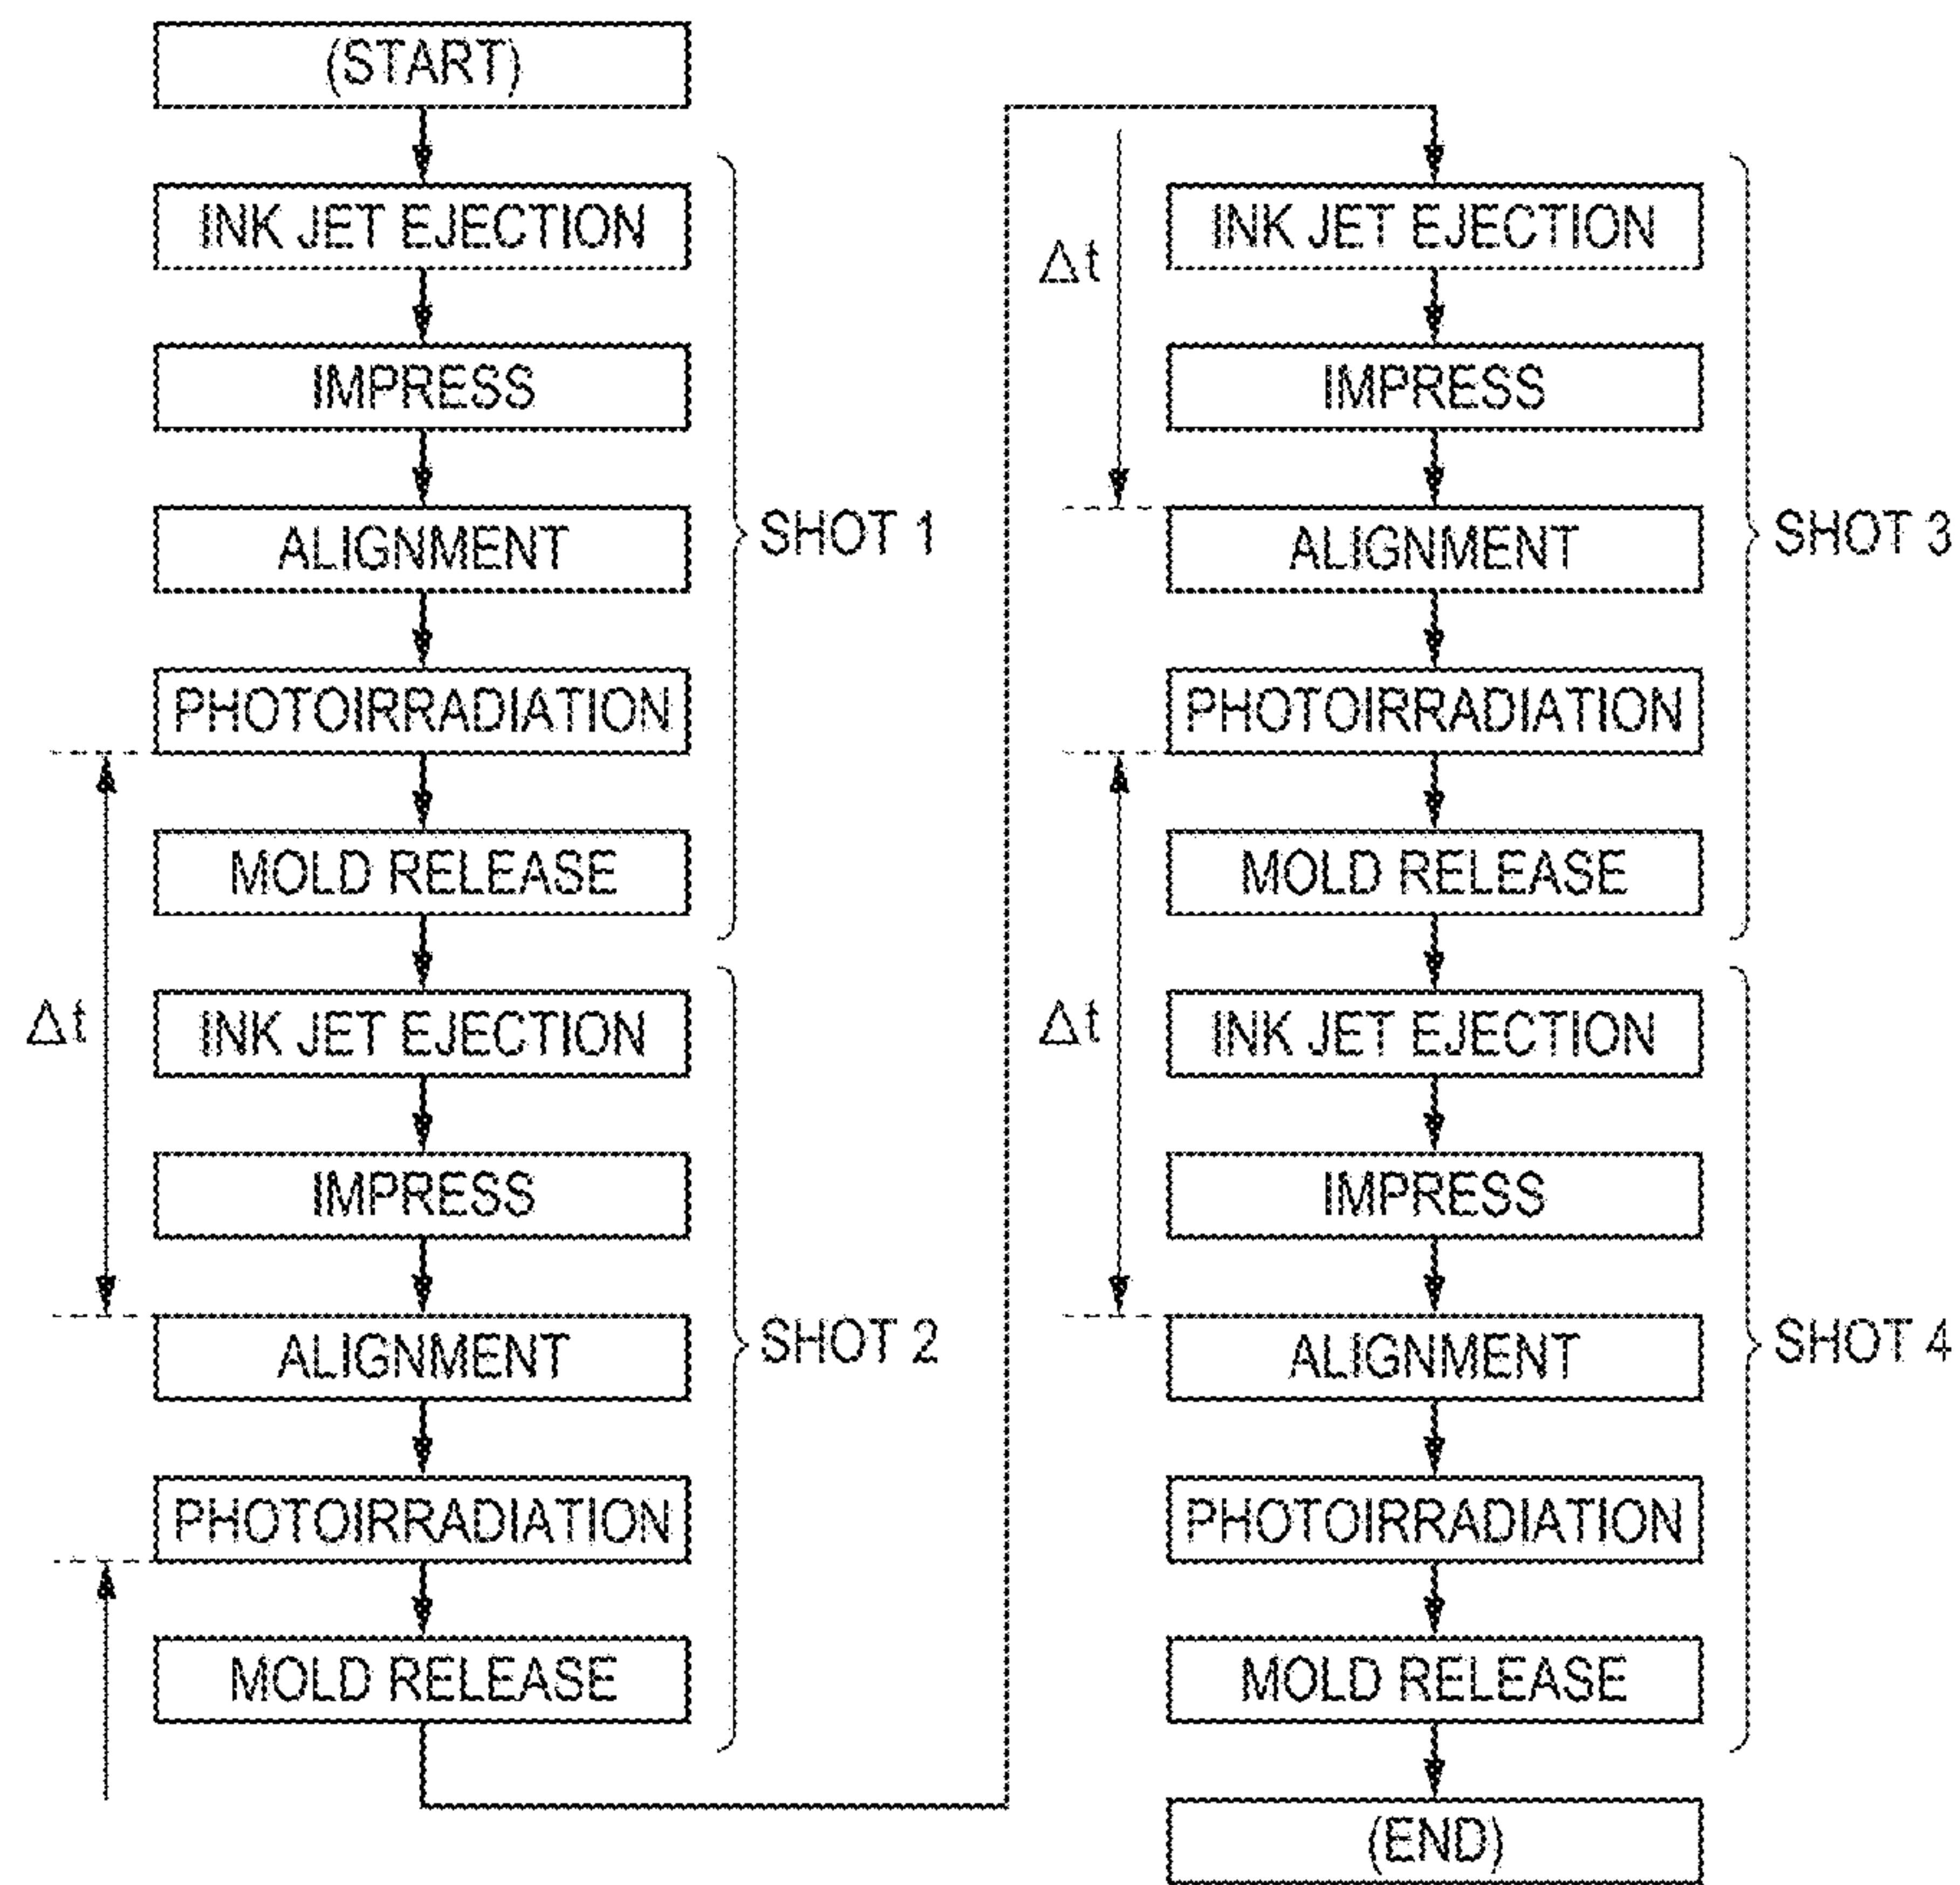 (START)
INK JET EJECTION
IMPRESS
ALIGNMENT
SHOT 1
PHOTOIRRADIATION
MOLD RELEASE
Δt
INK JET EJECTION
IMPRESS
ALIGNMENT
SHOT 2
PHOTOIRRADIATION
MOLD RELEASE
Δt
INK JET EJECTION
IMPRESS
ALIGNMENT
SHOT 3
PHOTOIRRADIATION
MOLD RELEASE
Δt
INK JET EJECTION
IMPRESS
ALIGNMENT
SHOT 4
PHOTOIRRADIATION
MOLD RELEASE
(END)